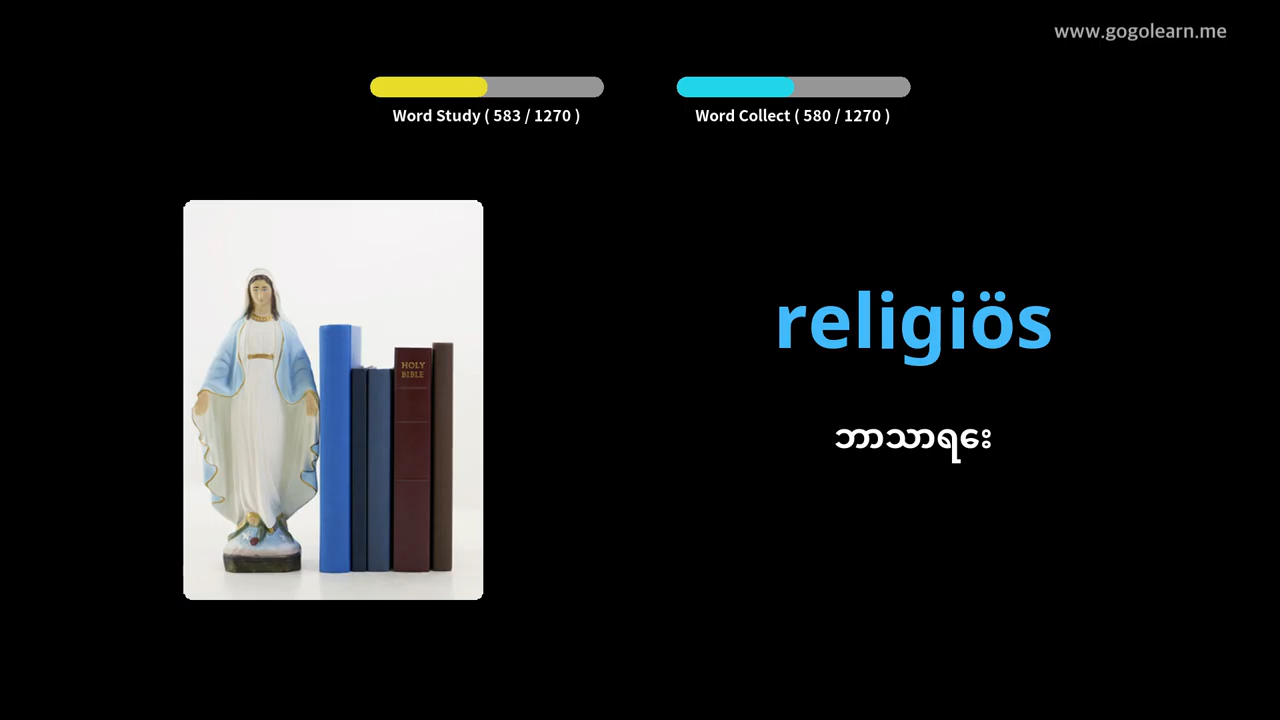 www.gogolearn.me
Word Study ( 583 / 1270 )
Word Collect ( 580 / 1270 )
HOLY
BIBLE
religiös
ဘာသာရေး